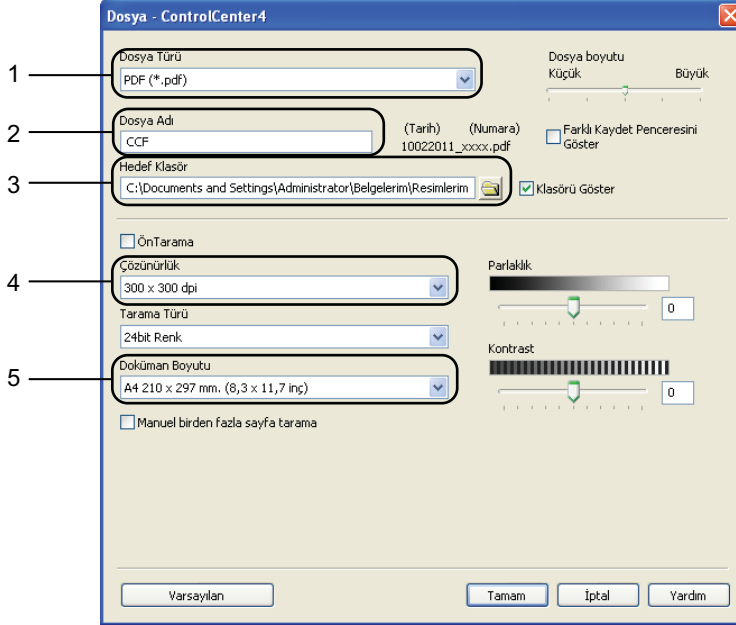 Dosya - ControlCenter4
1
Dosya Türü
PDF (*.pdf)
Dosya boyutu
Küçük Büyük
2
Dosya Adı
CCF
(Tarih) (Numara)
10022011_xxxx.pdf
Farklı Kaydet Penceresini
Göster
3
Hedef Klasör
C:\Documents and Settings\Administrator\Belgelerim\Resimlerim
Klasörü Göster
ÖnTarama
4
Çözünürlük
300 x 300 dpi
Parlaklık
0
Tarama Türü
24bit Renk
Kontrast
0
5
Doküman Boyutu
A4 210 x 297 mm. (8,3 x 11,7 inç)
Manuel birden fazla sayfa tarama
Varsayılan Tamam İptal Yardım